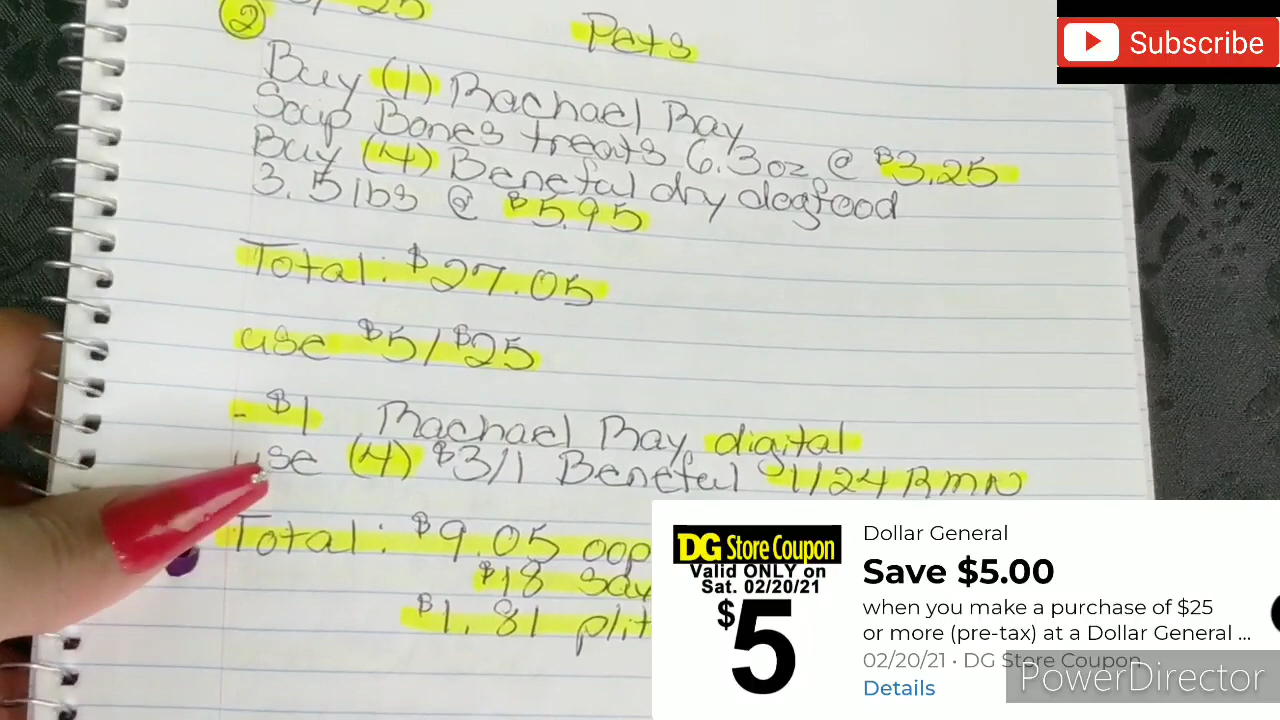 25
Subscribe
2
Pets
Buy (1) Rachael Ray
Soup Bones treats 6.3oz @ $3.25
Buy (4) Beneful dry dogfood
3.5lbs @ $5.95
Total: $27.05
use $5/$25
- $1 Rachael Ray digital
use (4) $3/1 Beneful 1/24 RMN
Total: $9.05 oop
$18
$1.81
DG Store Coupon
Valid ONLY on
Sat. 02/20/21
$5
Dollar General
Save $5.00
when you make a purchase of $25
or more (pre-tax) at a Dollar General ...
02/20/21 • DG Store Coupon
Details
PowerDirector